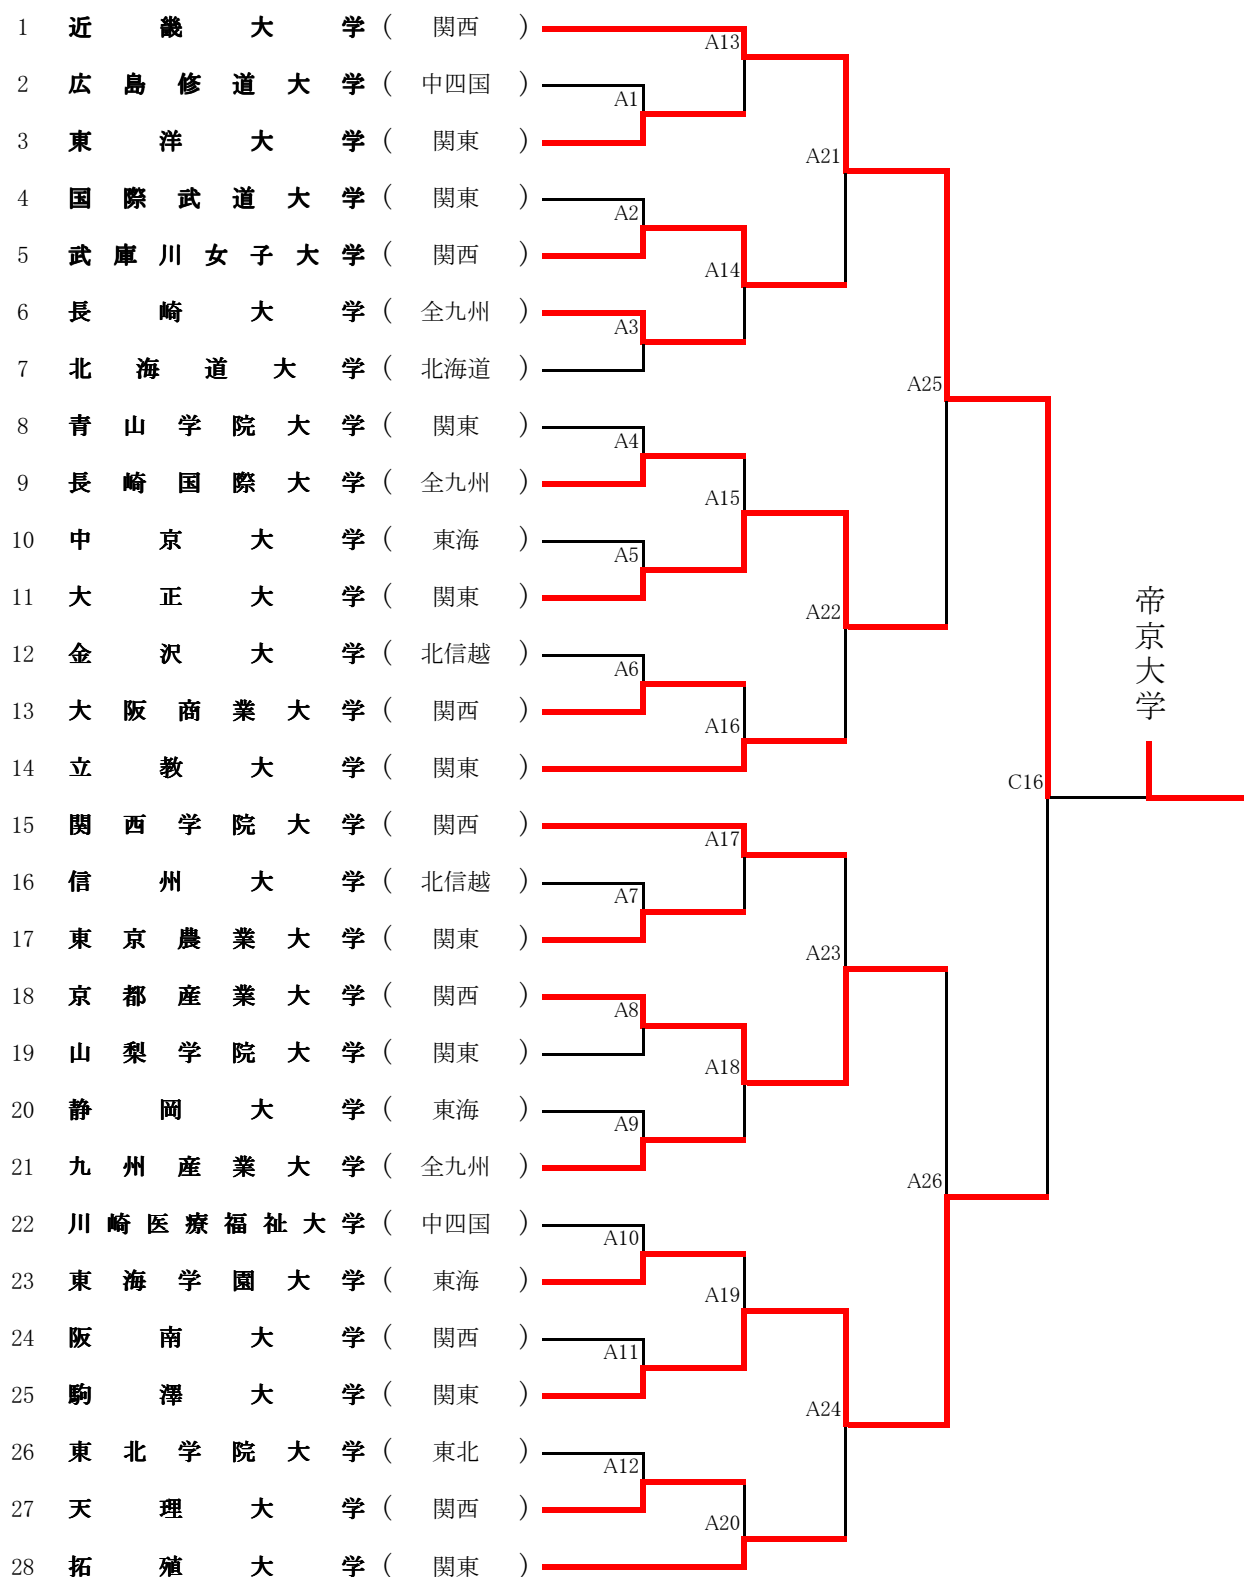 1 近畿大学 ( 関西 )
A13
2 広島修道大学 ( 中四国 )
A1
3 東洋大学 ( 関東 )
A21
4 国際武道大学 ( 関東 )
A2
5 武庫川女子大学 ( 関西 )
A14
6 長崎大学 ( 全九州 )
A3
7 北海道大学 ( 北海道 )
A25
8 青山学院大学 ( 関東 )
A4
9 長崎国際大学 ( 全九州 )
A15
10 中京大学 ( 東海 )
A5
11 大正大学 ( 関東 )
A22
帝京大学
12 金沢大学 ( 北信越 )
A6
13 大阪商業大学 ( 関西 )
A16
14 立教大学 ( 関東 )
C16
15 関西学院大学 ( 関西 )
A17
16 信州大学 ( 北信越 )
A7
17 東京農業大学 ( 関東 )
A23
18 京都産業大学 ( 関西 )
A8
19 山梨学院大学 ( 関東 )
A18
20 静岡大学 ( 東海 )
A9
21 九州産業大学 ( 全九州 )
A26
22 川崎医療福祉大学 ( 中四国 )
A10
23 東海学園大学 ( 東海 )
A19
24 阪南大学 ( 関西 )
A11
25 駒澤大学 ( 関東 )
A24
26 東北学院大学 ( 東北 )
A12
27 天理大学 ( 関西 )
A20
28 拓殖大学 ( 関東 )